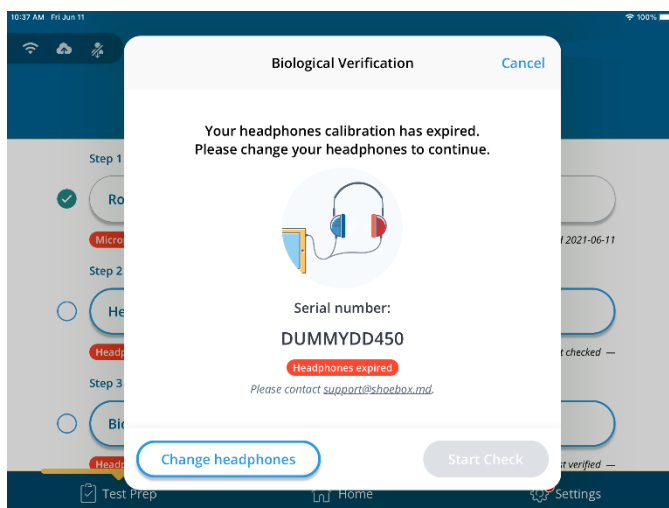 10:37 AM Fri Jun 11
100%
Biological Verification
Cancel
Your headphones calibration has expired.
Please change your headphones to continue.
Step 1
Ro
Micro
2021-06-11
Step 2
He
Headp
t checked —
Serial number:
DUMMYDD450
Headphones expired
Please contact support@shoebox.md.
Step 3
Bio
Headp
st verified —
Change headphones
Start Check
Test Prep
Home
Settings